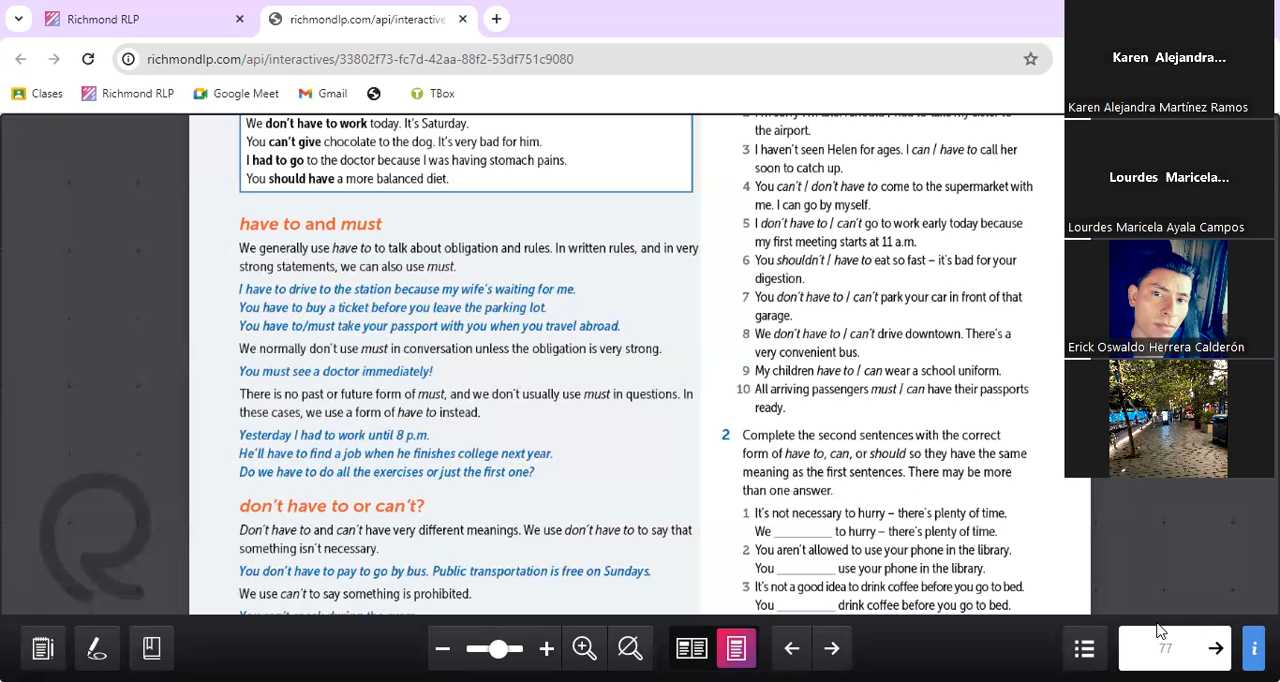 Richmond RLP
richmondlp.com/api/interactive
richmondlp.com/api/interactives/33802f73-fc7d-42aa-88f2-53df751c9080
Clases
Richmond RLP
Google Meet
Gmail
TBox
We don't have to work today. It's Saturday.
You can't give chocolate to the dog. It's very bad for him.
I had to go to the doctor because I was having stomach pains.
You should have a more balanced diet.
have to and must
We generally use have to to talk about obligation and rules. In written rules, and in very
strong statements, we can also use must.
I have to drive to the station because my wife's waiting for me.
You have to buy a ticket before you leave the parking lot.
You have to/must take your passport with you when you travel abroad.
We normally don't use must in conversation unless the obligation is very strong.
You must see a doctor immediately!
There is no past or future form of must, and we don't usually use must in questions. In
these cases, we use a form of have to instead.
Yesterday I had to work until 8 p.m.
He'll have to find a job when he finishes college next year.
Do we have to do all the exercises or just the first one?
don't have to or can't?
Don't have to and can't have very different meanings. We use don't have to to say that
something isn't necessary.
You don't have to pay to go by bus. Public transportation is free on Sundays.
We use can't to say something is prohibited.
the airport.
3 I haven't seen Helen for ages. I can / have to call her
soon to catch up.
4 You can't / don't have to come to the supermarket with
me. I can go by myself.
5 I don't have to / can't go to work early today because
my first meeting starts at 11 a.m.
6 You shouldn't / have to eat so fast – it's bad for your
digestion.
7 You don't have to / can't park your car in front of that
garage.
8 We don't have to / can't drive downtown. There's a
very convenient bus.
9 My children have to / can wear a school uniform.
10 All arriving passengers must / can have their passports
ready.
2 Complete the second sentences with the correct
form of have to, can, or should so they have the same
meaning as the first sentences. There may be more
than one answer.
1 It's not necessary to hurry – there's plenty of time.
We _________ to hurry – there's plenty of time.
2 You aren't allowed to use your phone in the library.
You _________ use your phone in the library.
3 It's not a good idea to drink coffee before you go to bed.
You _________ drink coffee before you go to bed.
Karen Alejandra...
Karen Alejandra Martínez Ramos
Lourdes Maricela...
Lourdes Maricela Ayala Campos
Erick Oswaldo Herrera Calderón
77